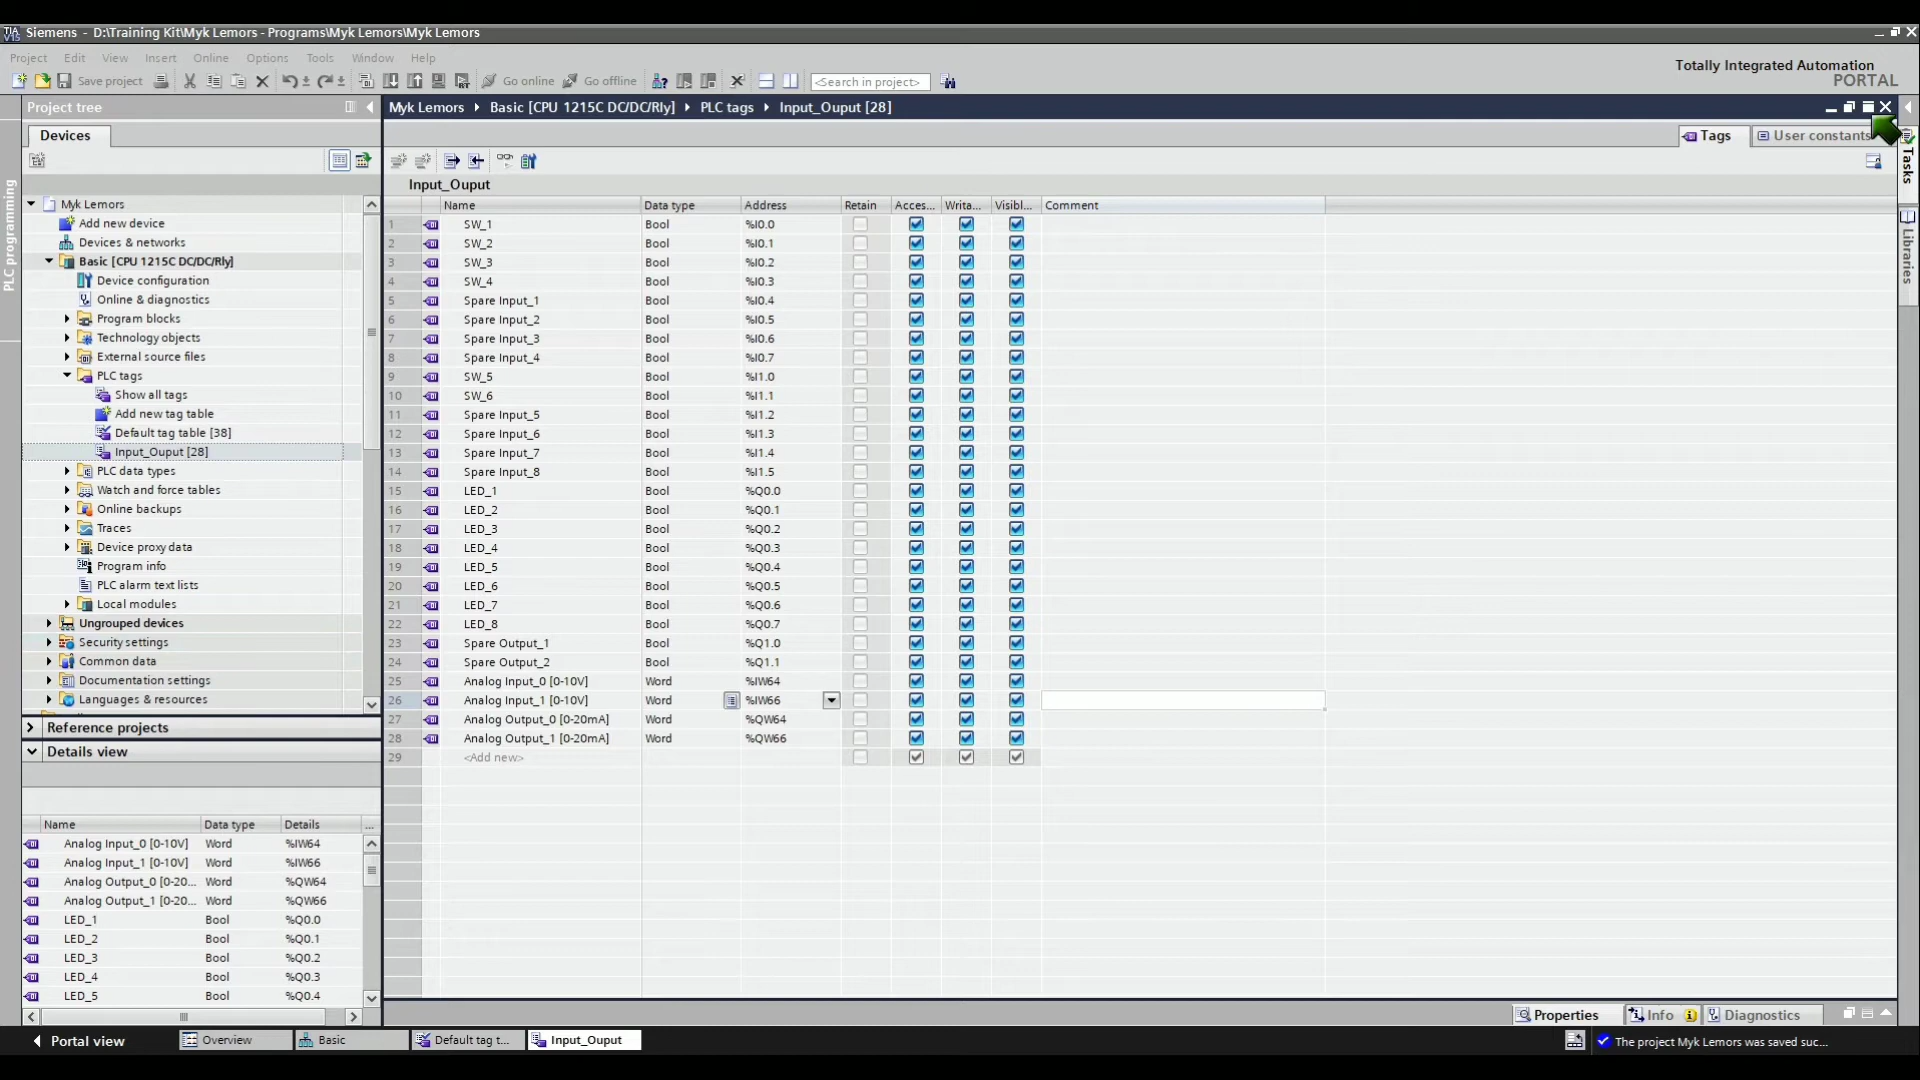 Siemens - D:\Training Kit\Myk Lemors - Programs\Myk Lemors\Myk Lemors
Project Edit View Insert Online Options Tools Window Help
Totally Integrated Automation
PORTAL
Save project Go online Go offline <Search in project>
Project tree
Myk Lemors Basic [CPU 1215C DC/DC/Rly] PLC tags Input_Ouput [28]
Devices
Tags User constants
PLC programming
Tasks
Libraries
Myk Lemors
Add new device
Devices & networks
Basic [CPU 1215C DC/DC/Rly]
Device configuration
Online & diagnostics
Program blocks
Technology objects
External source files
PLC tags
Show all tags
Add new tag table
Default tag table [38]
Input_Ouput [28]
PLC data types
Watch and force tables
Online backups
Traces
Device proxy data
Program info
PLC alarm text lists
Local modules
Ungrouped devices
Security settings
Common data
Documentation settings
Languages & resources
Reference projects
Details view
Name Data type Details ...
Analog Input_0 [0-10V] Word %IW64
Analog Input_1 [0-10V] Word %IW66
Analog Output_0 [0-20... Word %QW64
Analog Output_1 [0-20... Word %QW66
LED_1 Bool %Q0.0
LED_2 Bool %Q0.1
LED_3 Bool %Q0.2
LED_4 Bool %Q0.3
LED_5 Bool %Q0.4
Input_Ouput
Name Data type Address Retain Acces... Writa... Visibl... Comment
1 SW_1 Bool %I0.0
2 SW_2 Bool %I0.1
3 SW_3 Bool %I0.2
4 SW_4 Bool %I0.3
5 Spare Input_1 Bool %I0.4
6 Spare Input_2 Bool %I0.5
7 Spare Input_3 Bool %I0.6
8 Spare Input_4 Bool %I0.7
9 SW_5 Bool %I1.0
10 SW_6 Bool %I1.1
11 Spare Input_5 Bool %I1.2
12 Spare Input_6 Bool %I1.3
13 Spare Input_7 Bool %I1.4
14 Spare Input_8 Bool %I1.5
15 LED_1 Bool %Q0.0
16 LED_2 Bool %Q0.1
17 LED_3 Bool %Q0.2
18 LED_4 Bool %Q0.3
19 LED_5 Bool %Q0.4
20 LED_6 Bool %Q0.5
21 LED_7 Bool %Q0.6
22 LED_8 Bool %Q0.7
23 Spare Output_1 Bool %Q1.0
24 Spare Output_2 Bool %Q1.1
25 Analog Input_0 [0-10V] Word %IW64
26 Analog Input_1 [0-10V] Word %IW66
27 Analog Output_0 [0-20mA] Word %QW64
28 Analog Output_1 [0-20mA] Word %QW66
29 <Add new>
Properties Info Diagnostics
Portal view Overview Basic Default tag t... Input_Ouput The project Myk Lemors was saved suc...